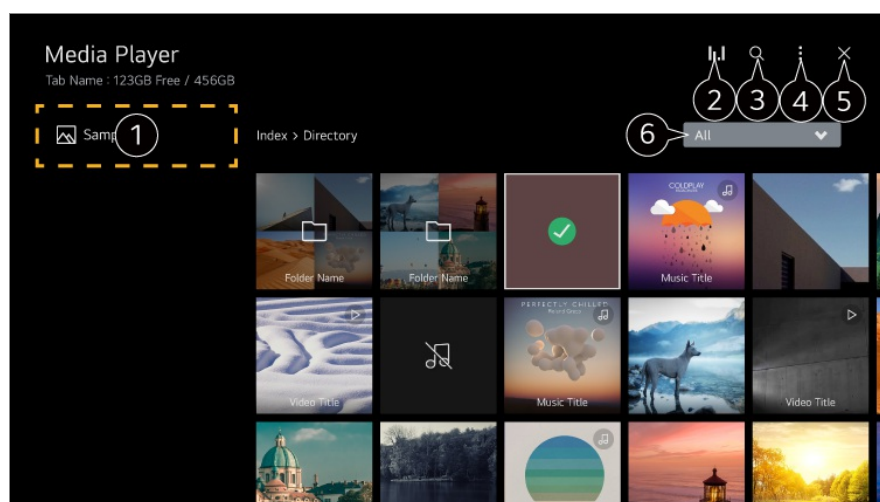 Media Player
Tab Name : 123GB Free / 456GB
2
3
4
5
1
Index > Directory
6
All
Folder Name
Folder Name
COLDPLAY
Music Title
Video Title
PERFECTLY CHILLED
Music Title
Video Title